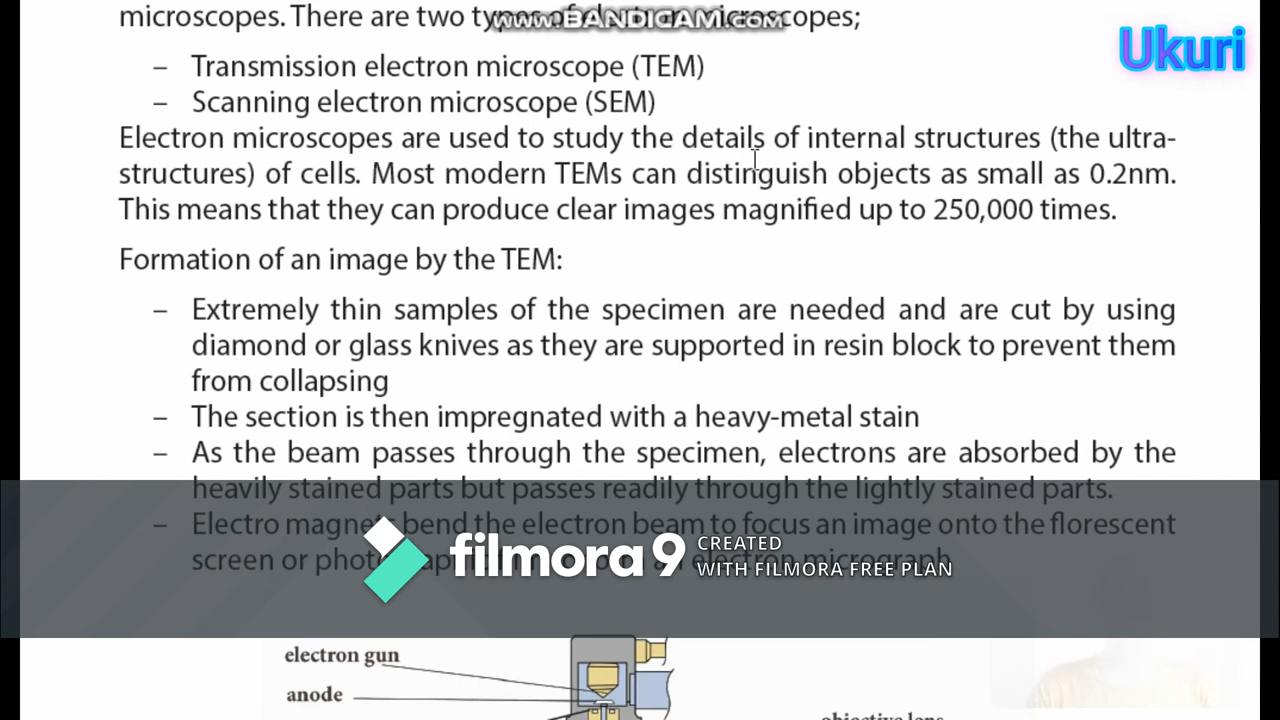 microscopes. There are two types of electron microscopes;
www.BANDICAM.com
Ukuri
– Transmission electron microscope (TEM)
– Scanning electron microscope (SEM)
Electron microscopes are used to study the details of internal structures (the ultra-
structures) of cells. Most modern TEMs can distinguish objects as small as 0.2nm.
This means that they can produce clear images magnified up to 250,000 times.
Formation of an image by the TEM:
– Extremely thin samples of the specimen are needed and are cut by using
diamond or glass knives as they are supported in resin block to prevent them
from collapsing
– The section is then impregnated with a heavy-metal stain
– As the beam passes through the specimen, electrons are absorbed by the
heavily stained parts but passes readily through the lightly stained parts.
– Electro magnets bend the electron beam to focus an image onto the florescent
screen or electron micrograph
filmora9 CREATED
WITH FILMORA FREE PLAN
electron gun
anode
objective lens